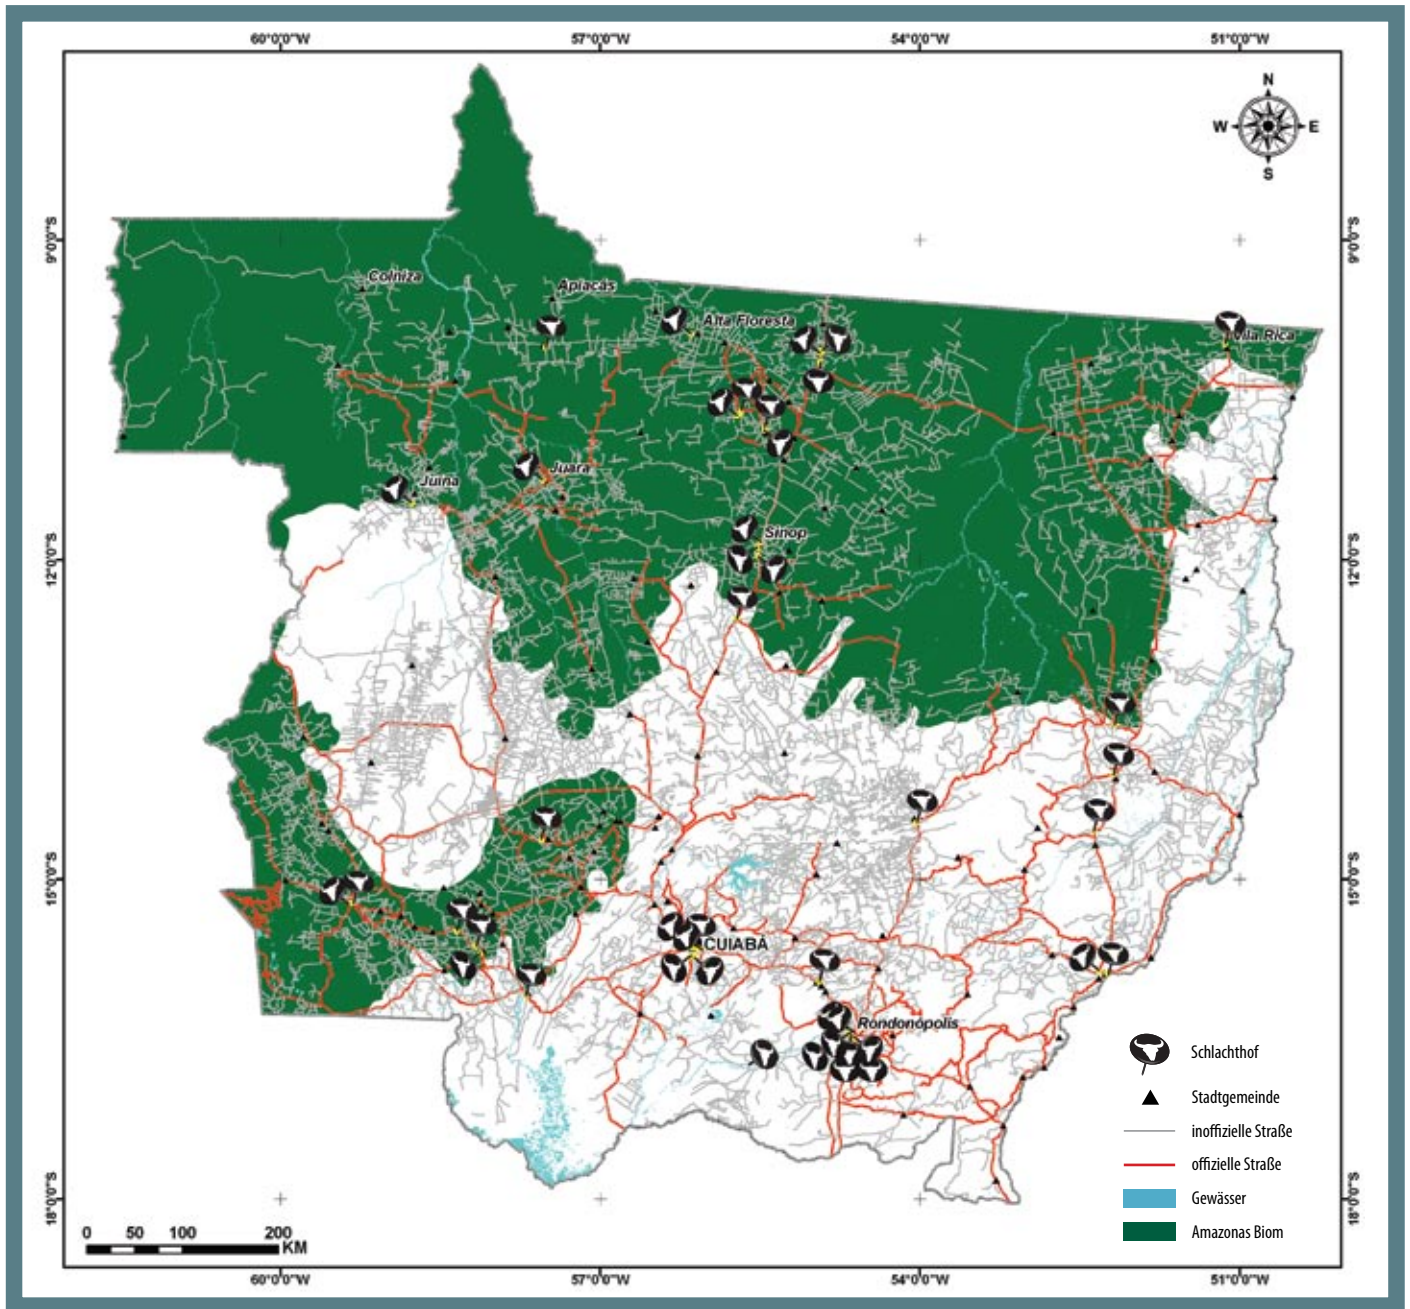 60°0'0"W 57°0'0"W 54°0'0"W 51°0'0"W
N
W E
S
9°0'0"S 9°0'0"S
Colniza
Apiacás
Alta Floresta
Vila Rica
Juara
Juína
Sinop
12°0'0"S 12°0'0"S
15°0'0"S 15°0'0"S
CUIABÁ
Rondonópolis
Schlachthof
Stadtgemeinde
inoffizielle Straße
offizielle Straße
Gewässer
Amazonas Biom
18°0'0"S 18°0'0"S
0 50 100 200
KM
60°0'0"W 57°0'0"W 54°0'0"W 51°0'0"W